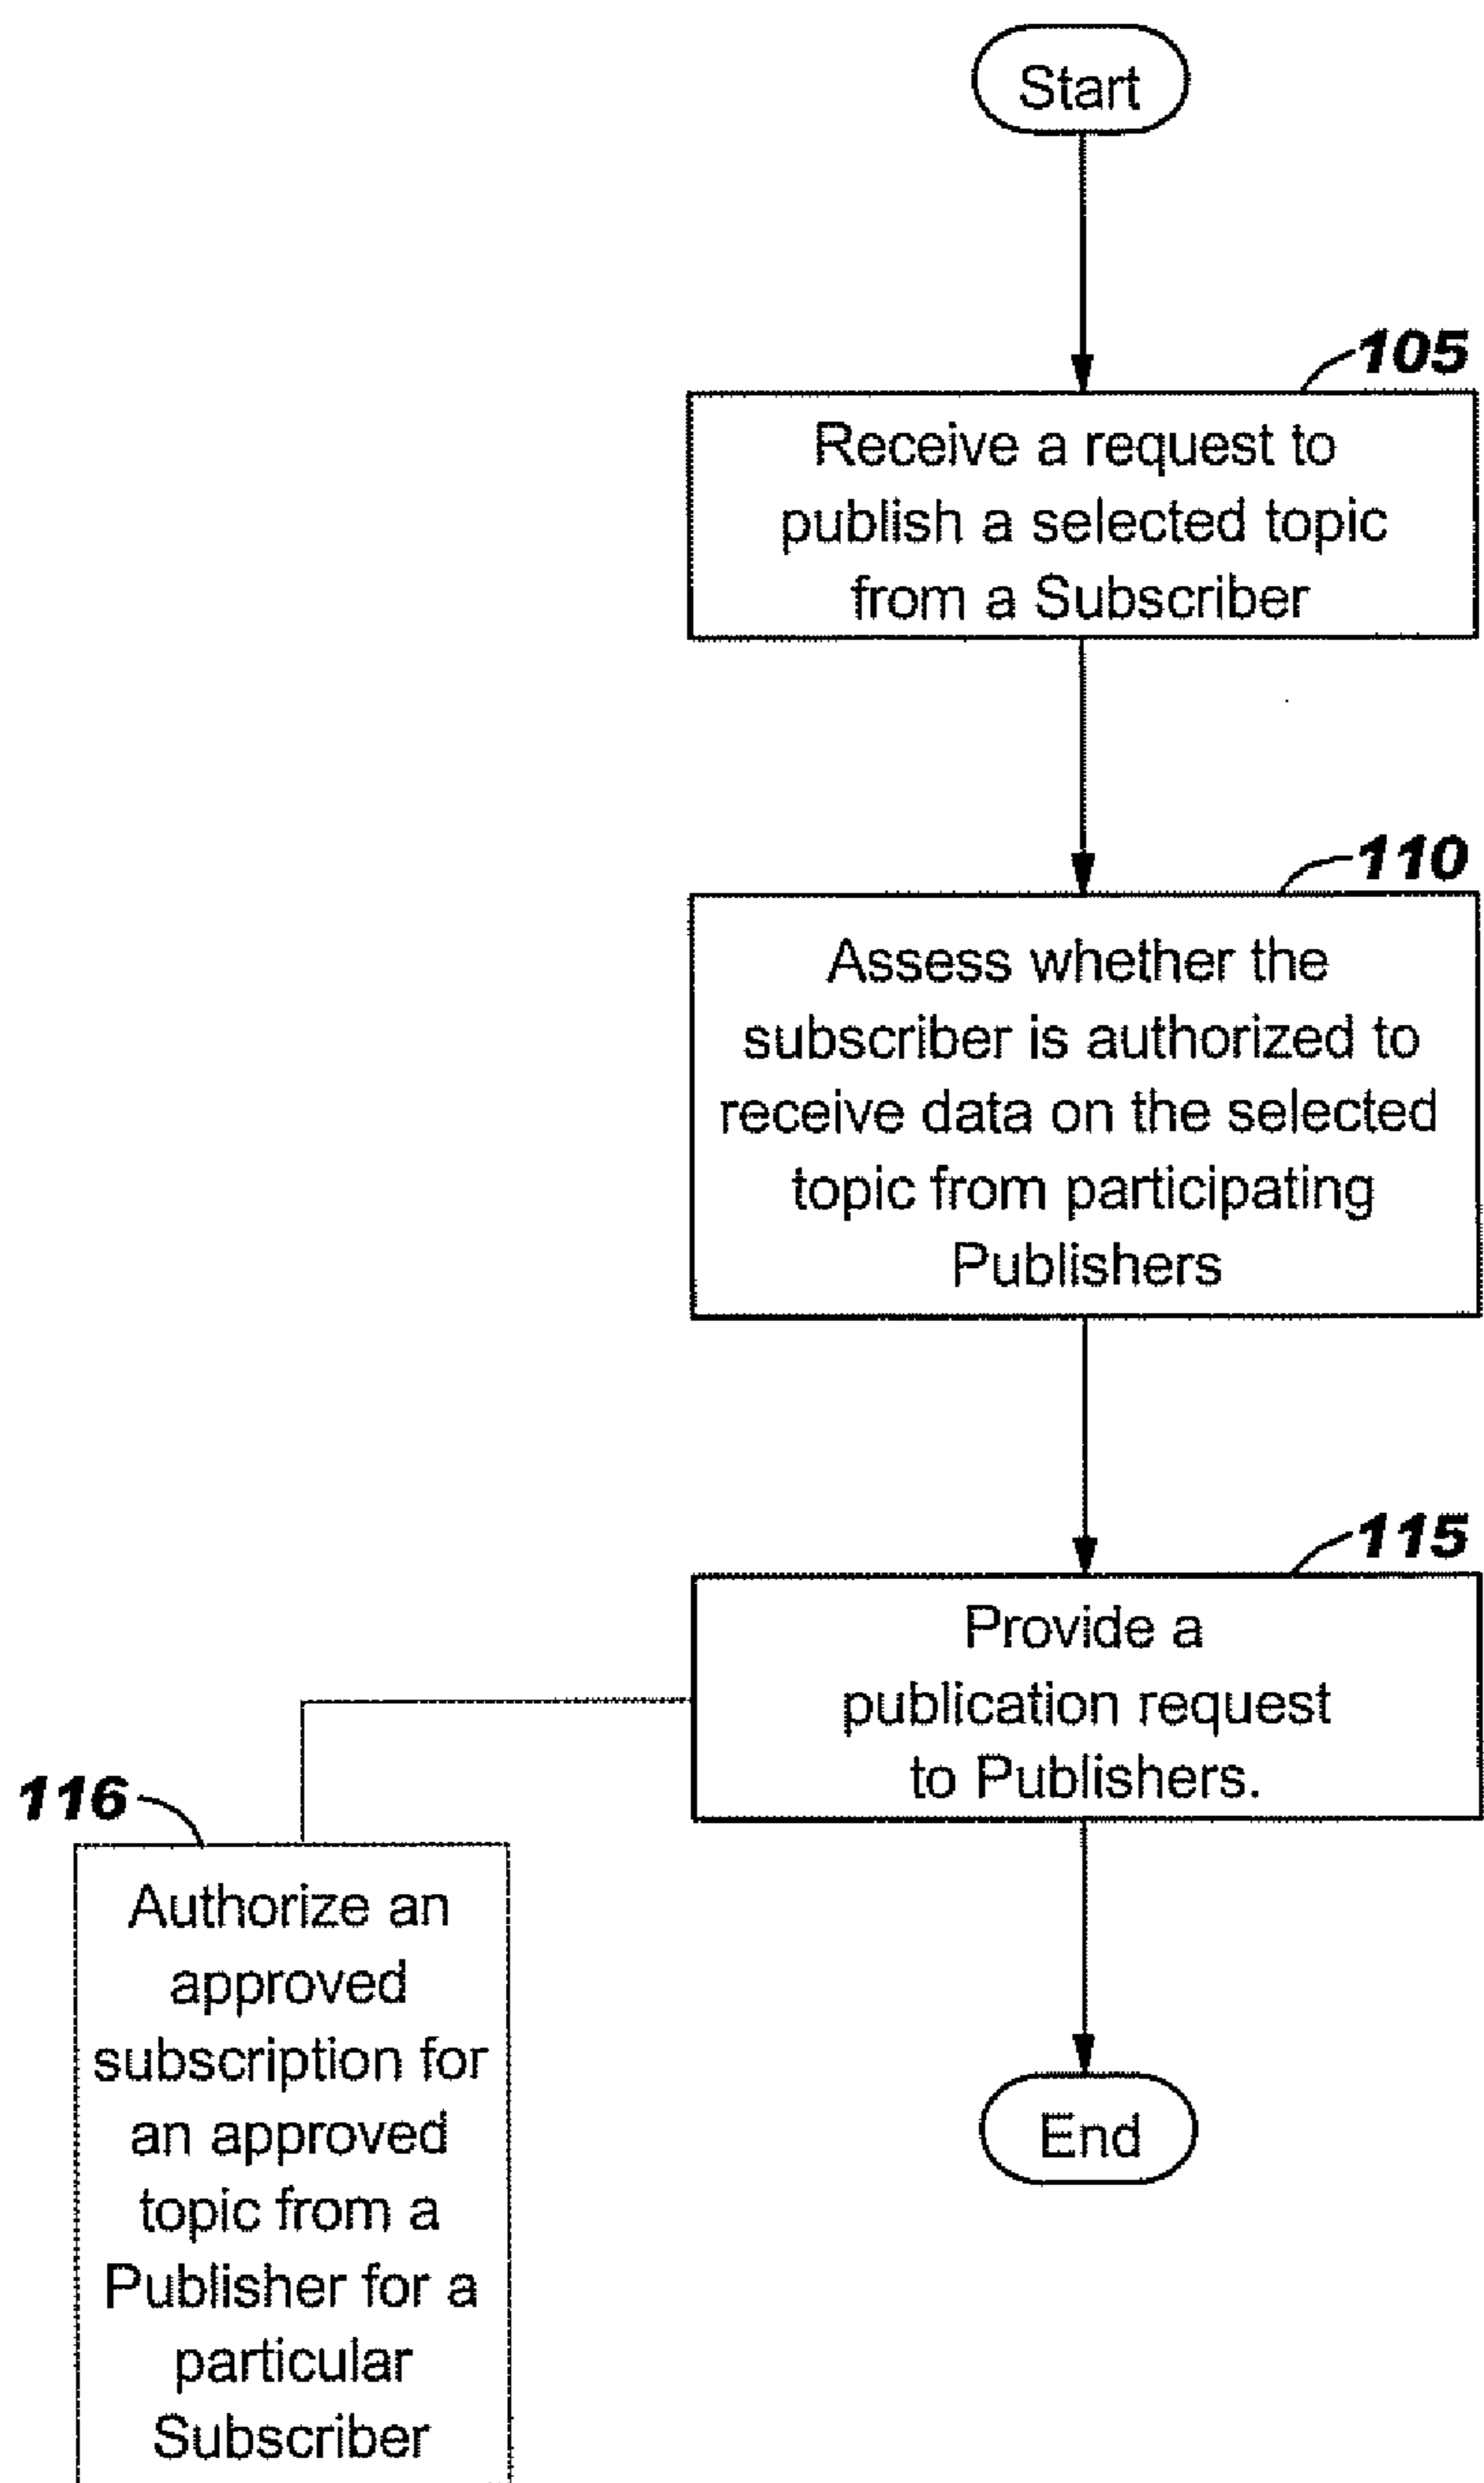 Start
105
Receive a request to
publish a selected topic
from a Subscriber
110
Assess whether the
subscriber is authorized to
receive data on the selected
topic from participating
Publishers
115
Provide a
publication request
to Publishers.
116
Authorize an
approved
subscription for
an approved
topic from a
Publisher for a
particular
Subscriber
End